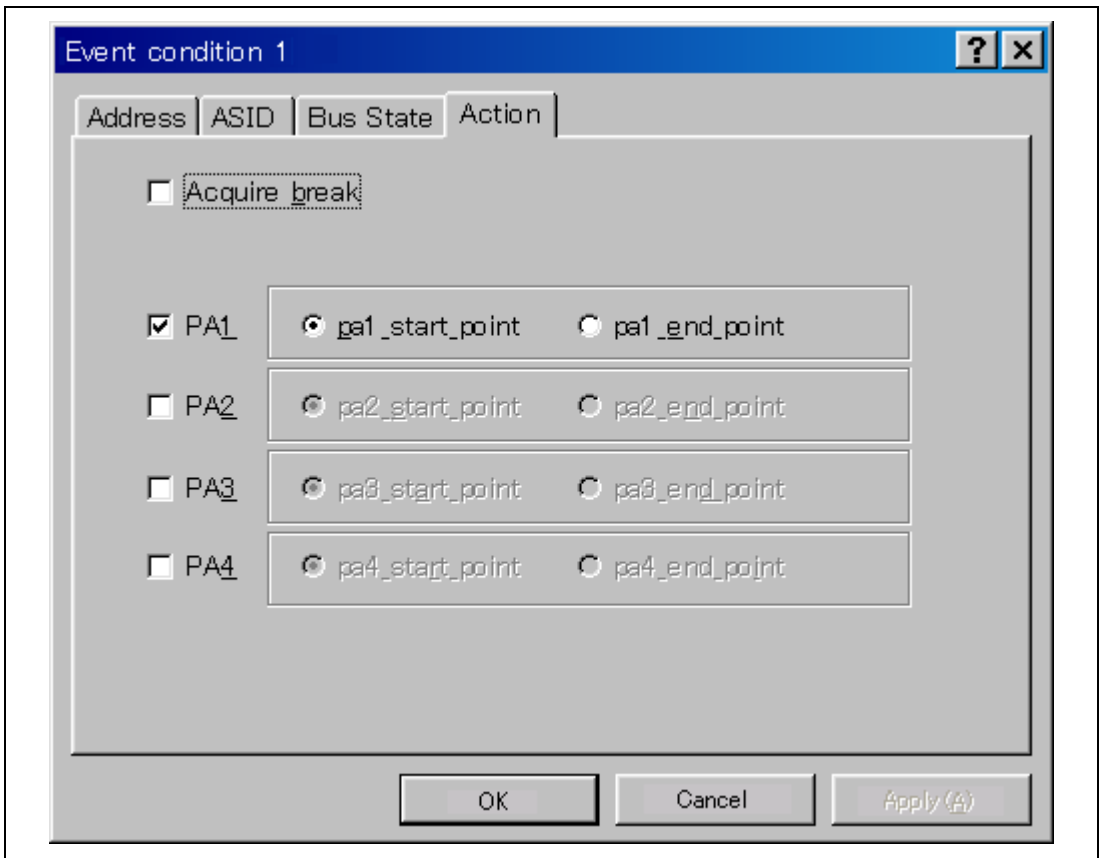 Event condition 1
Address ASID Bus State Action
Acquire break
PA1 pa1_start_point pa1_end_point
PA2 pa2_start_point pa2_end_point
PA3 pa3_start_point pa3_end_point
PA4 pa4_start_point pa4_end_point
OK Cancel Apply(A)